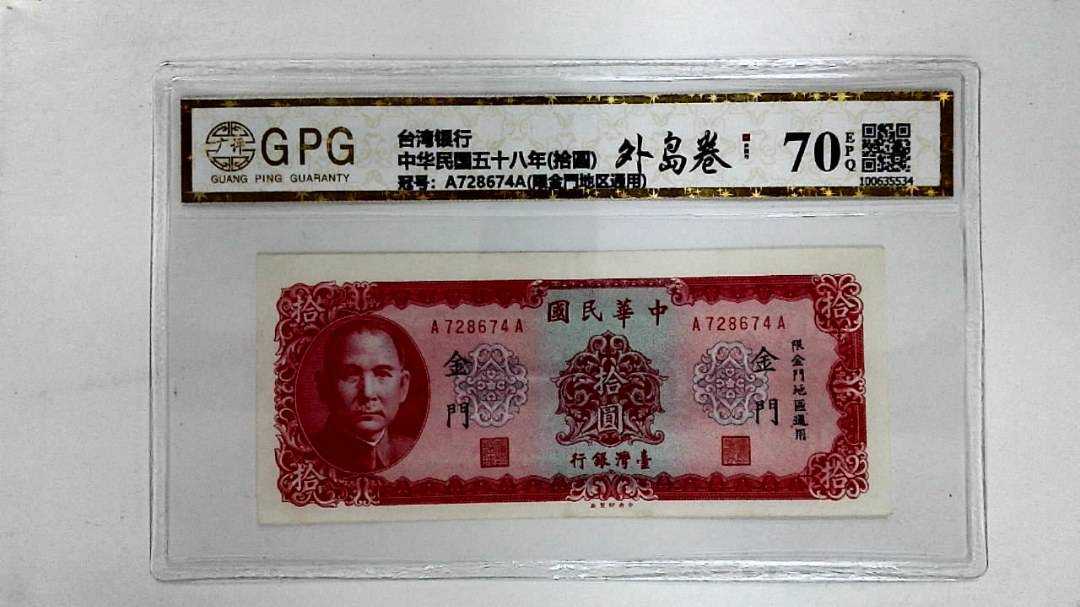 GPG
GUANG PING GUARANTY
台湾银行
中华民国五十八年(拾圆)
冠号：A728674A(限金門地区通用)
外岛卷
70
EPQ
100635534
中華民國
拾
拾
拾
拾
A728674A
A728674A
金門
金門
拾圓
限金門地區通用
臺灣銀行